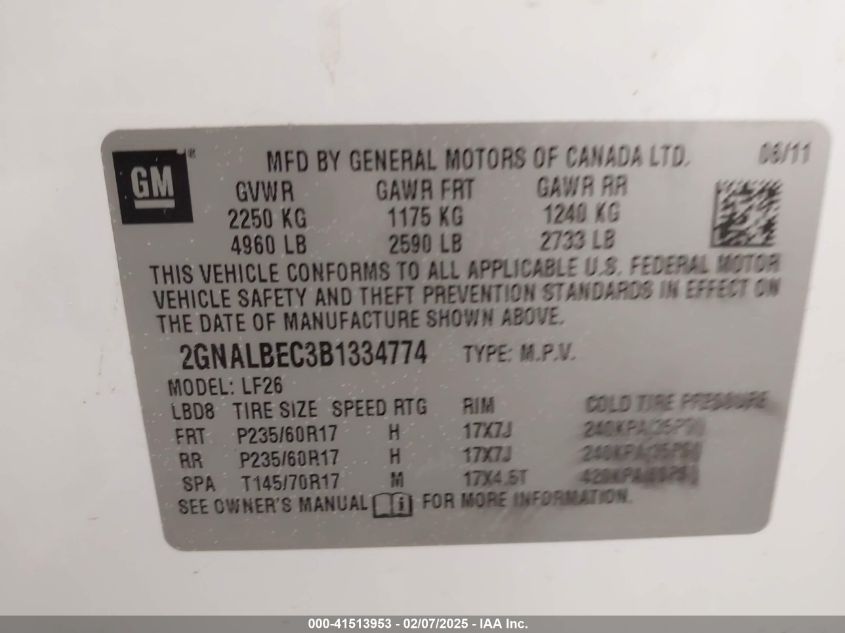 GM
MFD BY GENERAL MOTORS OF CANADA LTD. 06/11
GVWR GAWR FRT GAWR RR
2250 KG 1175 KG 1240 KG
4960 LB 2590 LB 2733 LB
THIS VEHICLE CONFORMS TO ALL APPLICABLE U.S. FEDERAL MOTOR
VEHICLE SAFETY AND THEFT PREVENTION STANDARDS IN EFFECT ON
THE DATE OF MANUFACTURE SHOWN ABOVE.
2GNALBEC3B1334774 TYPE: M.P.V.
MODEL: LF26
LBD8 TIRE SIZE SPEED RTG RIM COLD TIRE PRESSURE
FRT P235/60R17 H 17X7J 240KPA(35PSI)
RR P235/60R17 H 17X7J 240KPA(35PSI)
SPA T145/70R17 M 17X4.5T 420KPA(60PSI)
SEE OWNER'S MANUAL FOR MORE INFORMATION.
000-41513953 - 02/07/2025 - IAA Inc.